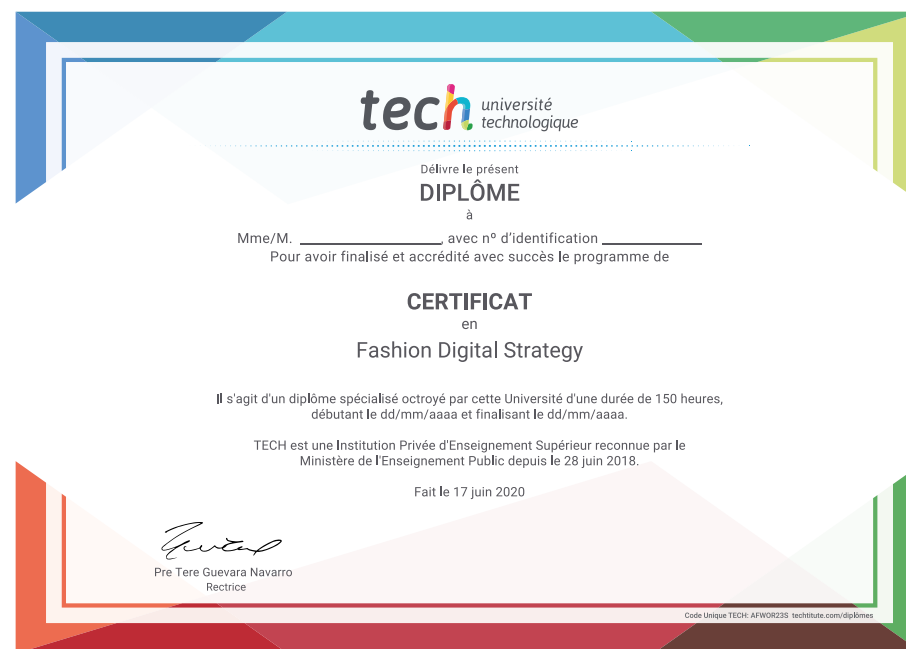 tech université
technologique
Délivre le présent
DIPLÔME
à
Mme/M. ____________________, avec nº d'identification ______________
Pour avoir finalisé et accrédité avec succès le programme de
CERTIFICAT
en
Fashion Digital Strategy
Il s'agit d'un diplôme spécialisé octroyé par cette Université d'une durée de 150 heures,
débutant le dd/mm/aaaa et finalisant le dd/mm/aaaa.
TECH est une Institution Privée d'Enseignement Supérieur reconnue par le
Ministère de l'Enseignement Public depuis le 28 juin 2018.
Fait le 17 juin 2020
Pre Tere Guevara Navarro
Rectrice
Code Unique TECH: AFWOR23S techtitute.com/diplômes